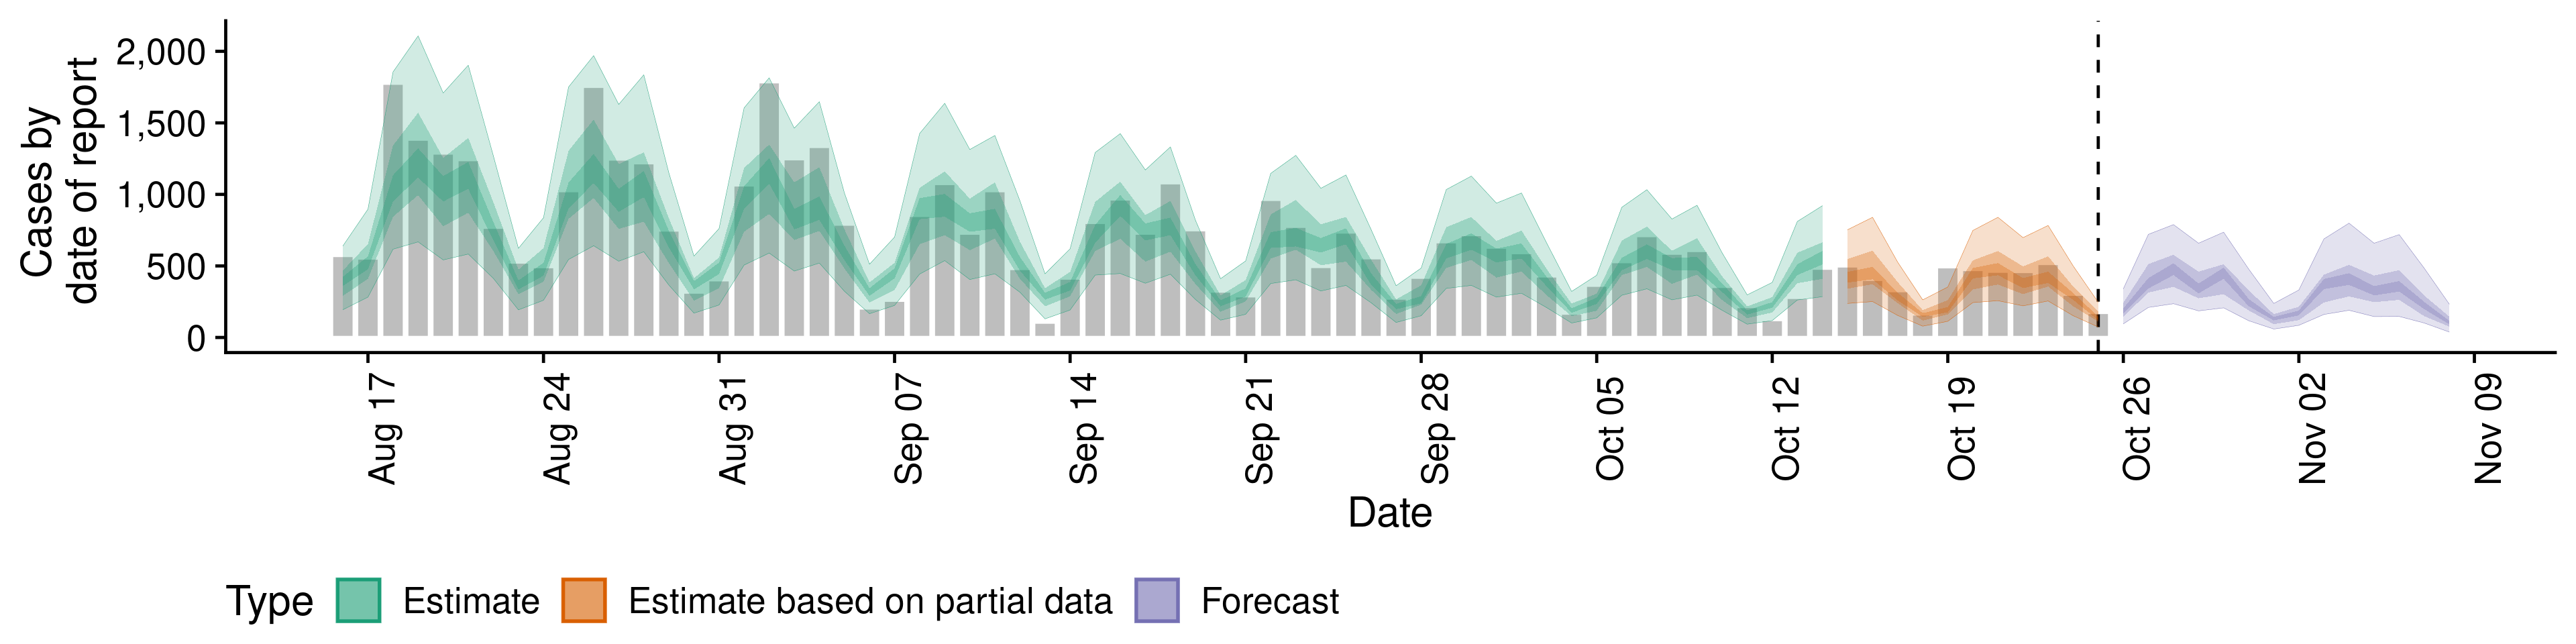 Cases by
date of report
2,000
1,500
1,000
500
0
Aug 17
Aug 24
Aug 31
Sep 07
Sep 14
Sep 21
Sep 28
Oct 05
Oct 12
Oct 19
Oct 26
Nov 02
Nov 09
Date
Type Estimate Estimate based on partial data Forecast